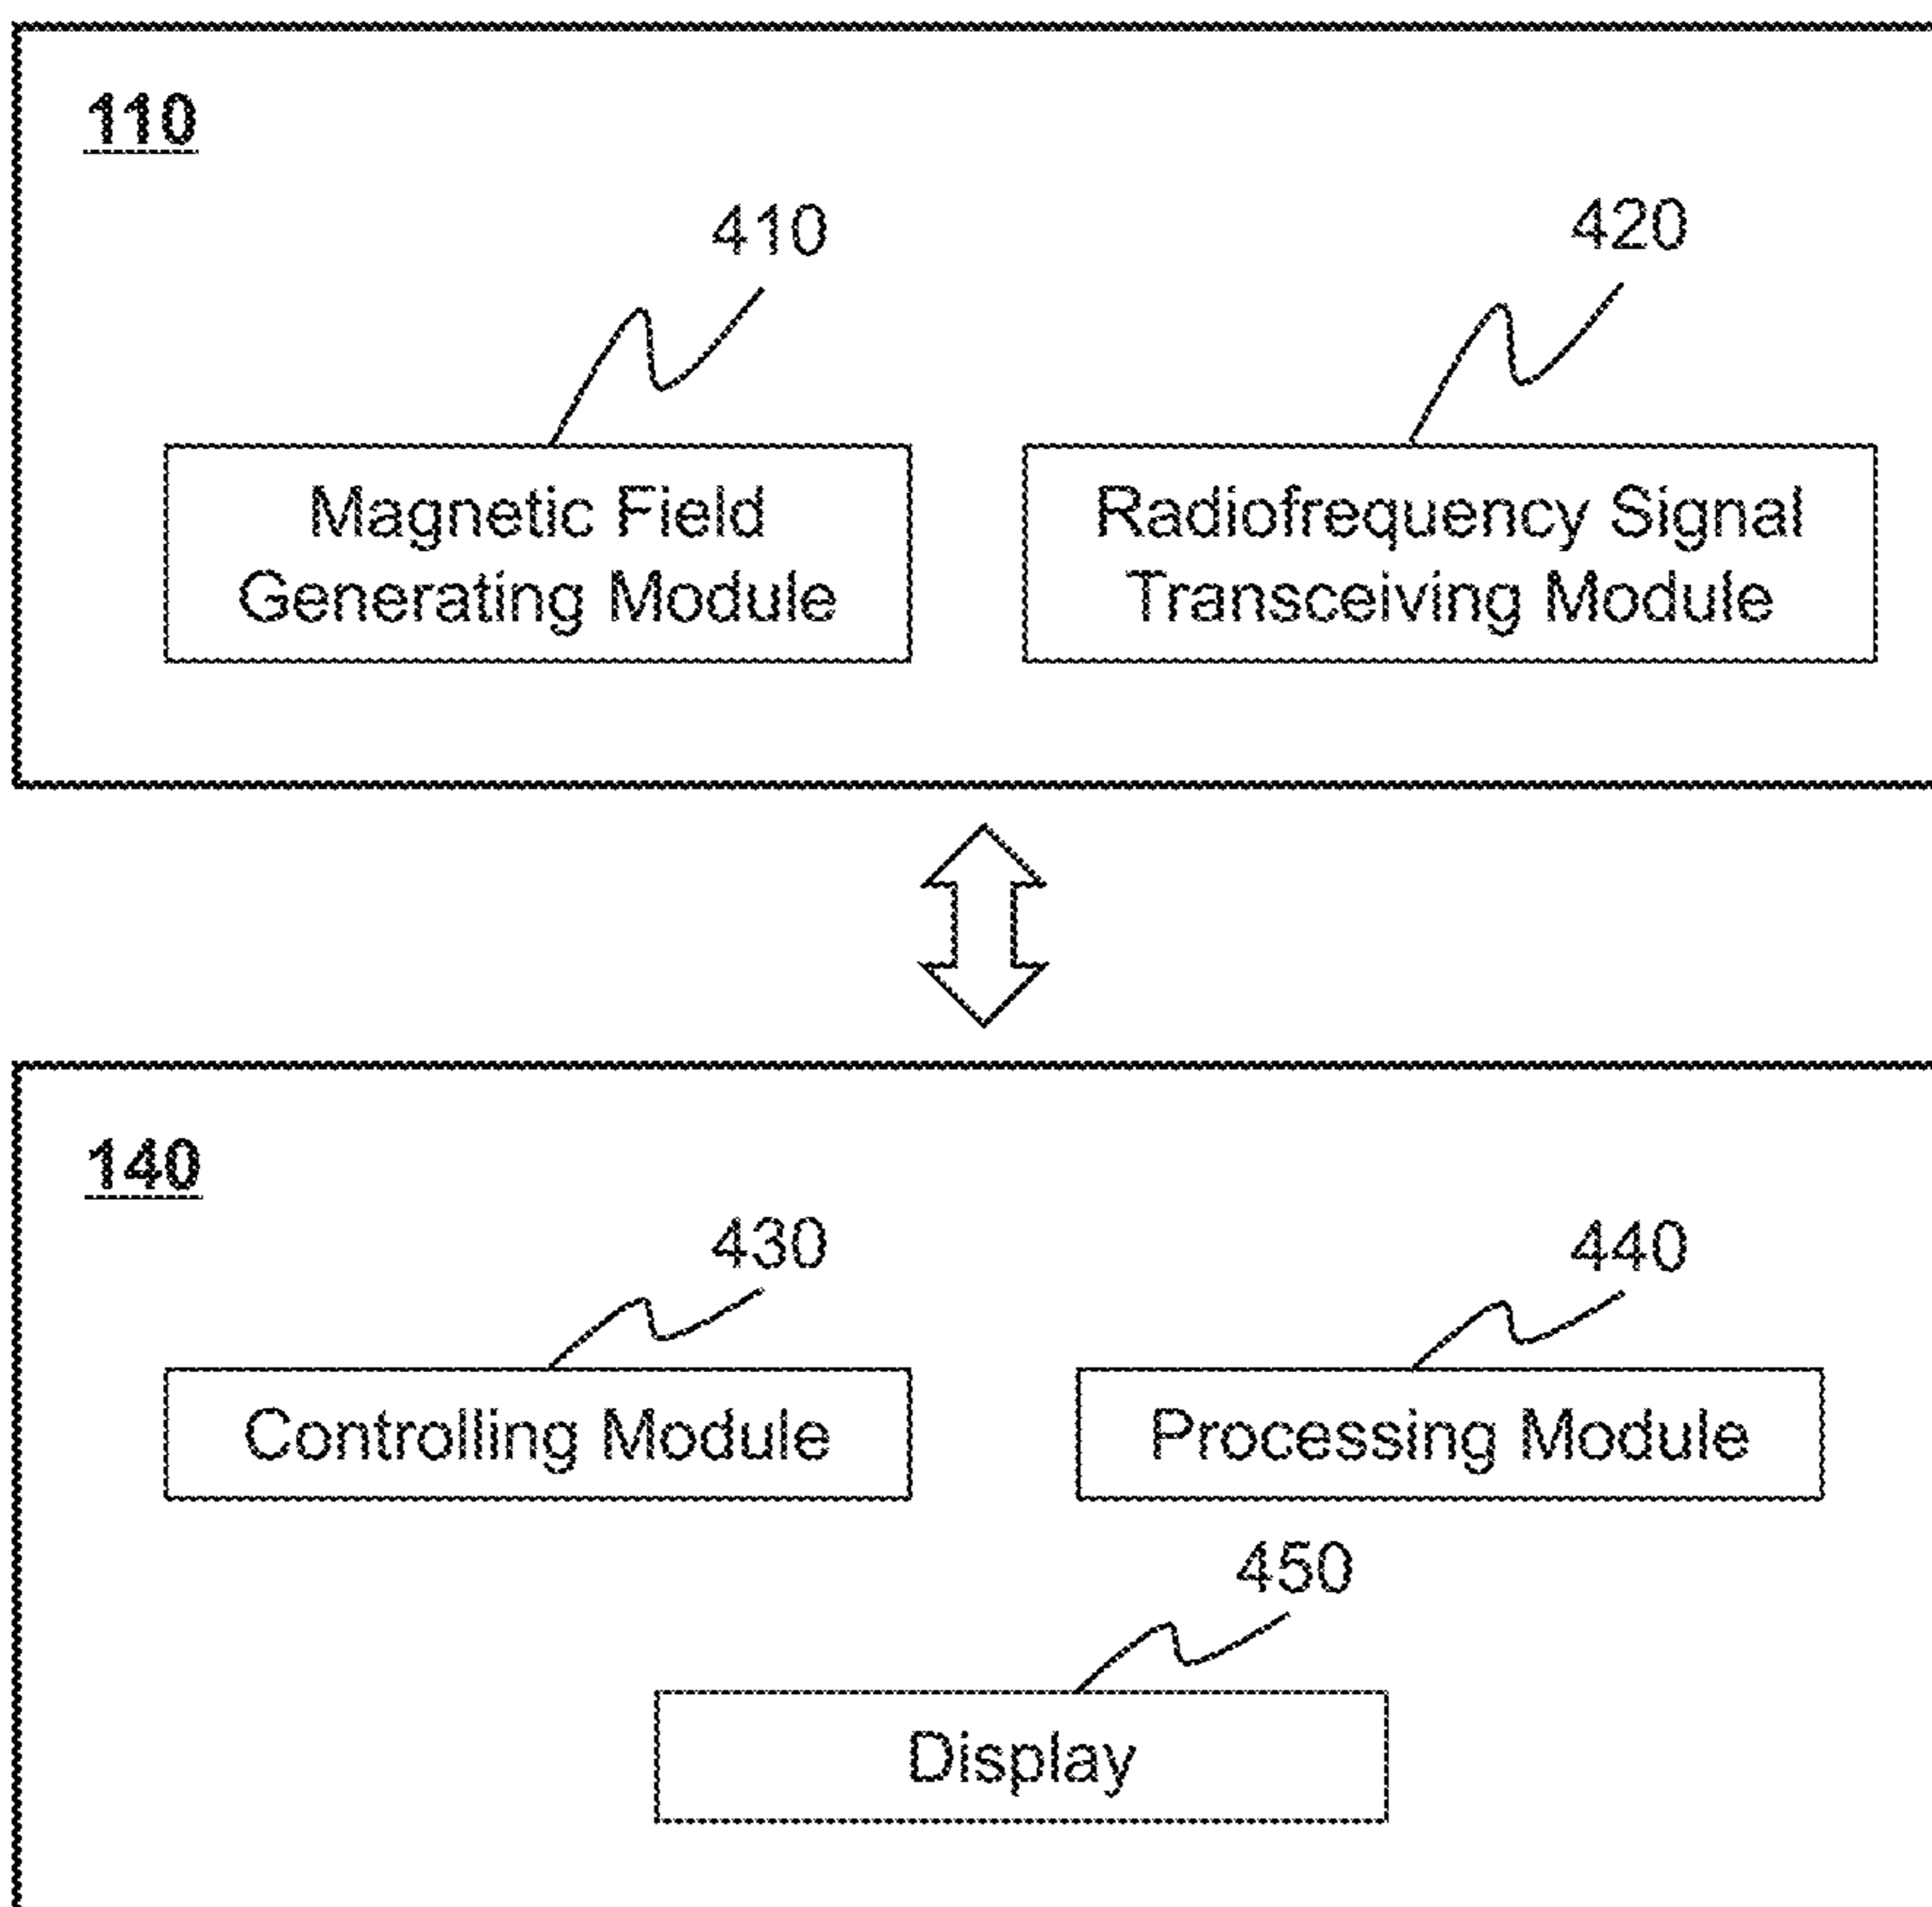 110
410
420
Magnetic Field
Generating Module
Radiofrequency Signal
Transceiving Module
140
430
440
Controlling Module
Processing Module
450
Display